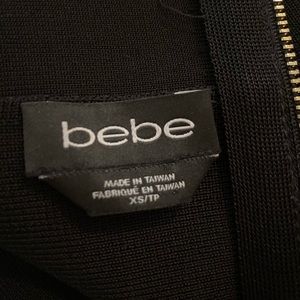 bebe
MADE IN TAIWAN
FABRIQUÉ EN TAIWAN
XS/TP